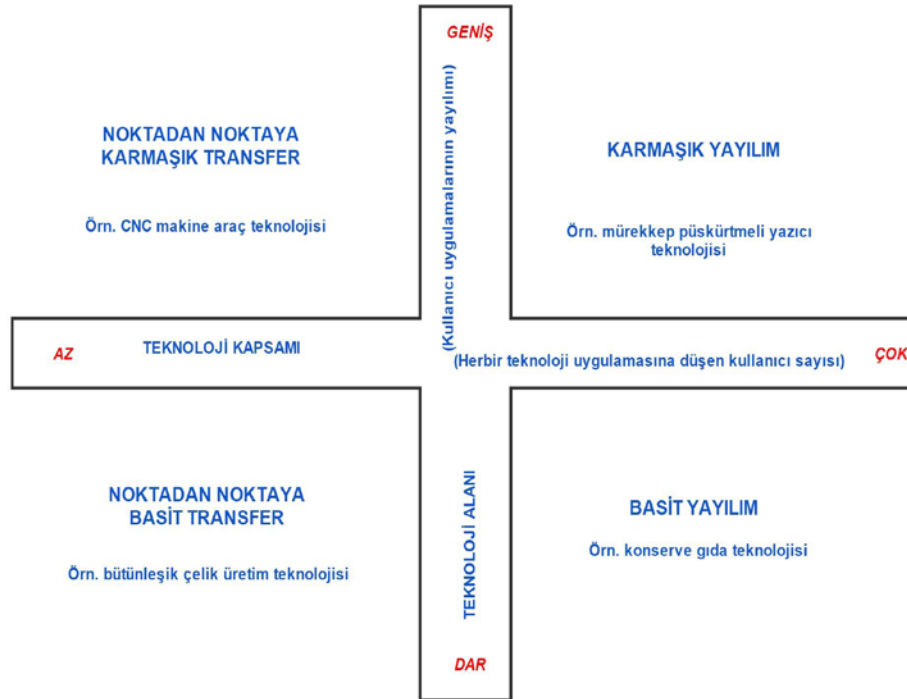 GENİŞ
(Kullanıcı uygulamalarının yayılımı)
NOKTADAN NOKTAYA
KARMAŞIK TRANSFER
Örn. CNC makine araç teknolojisi
KARMAŞIK YAYILIM
Örn. mürekkep püskürtmeli yazıcı
teknolojisi
AZ
TEKNOLOJİ KAPSAMI
(Herbir teknoloji uygulamasına düşen kullanıcı sayısı)
ÇOK
NOKTADAN NOKTAYA
BASİT TRANSFER
Örn. bütünleşik çelik üretim teknolojisi
TEKNOLOJİ ALANI
BASİT YAYILIM
Örn. konserve gıda teknolojisi
DAR